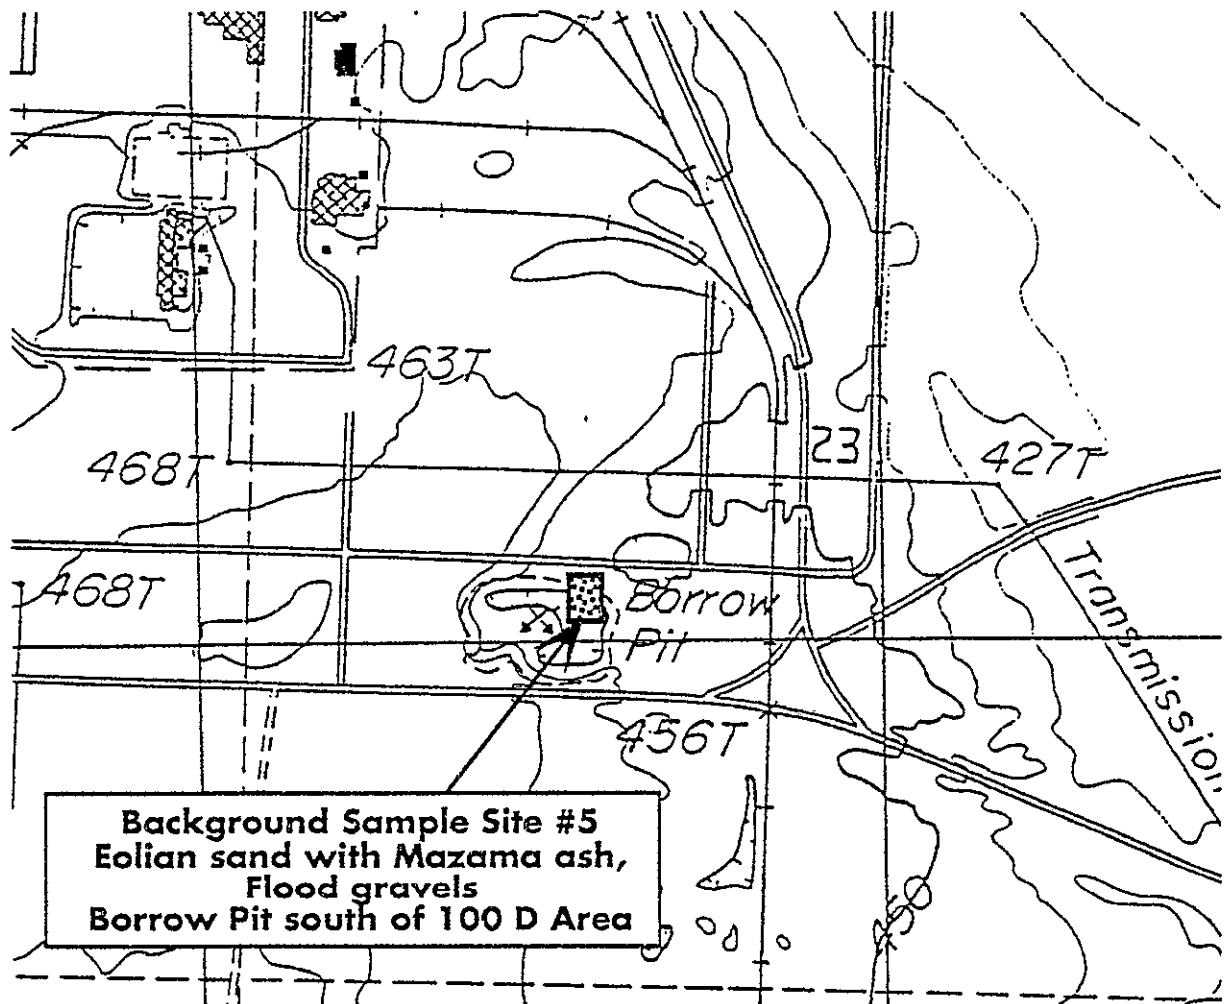 463T
468T
23
427T
468T
Borrow
Pit
Transmission
456T
450
Background Sample Site #5
Eolian sand with Mazama ash,
Flood gravels
Borrow Pit south of 100 D Area